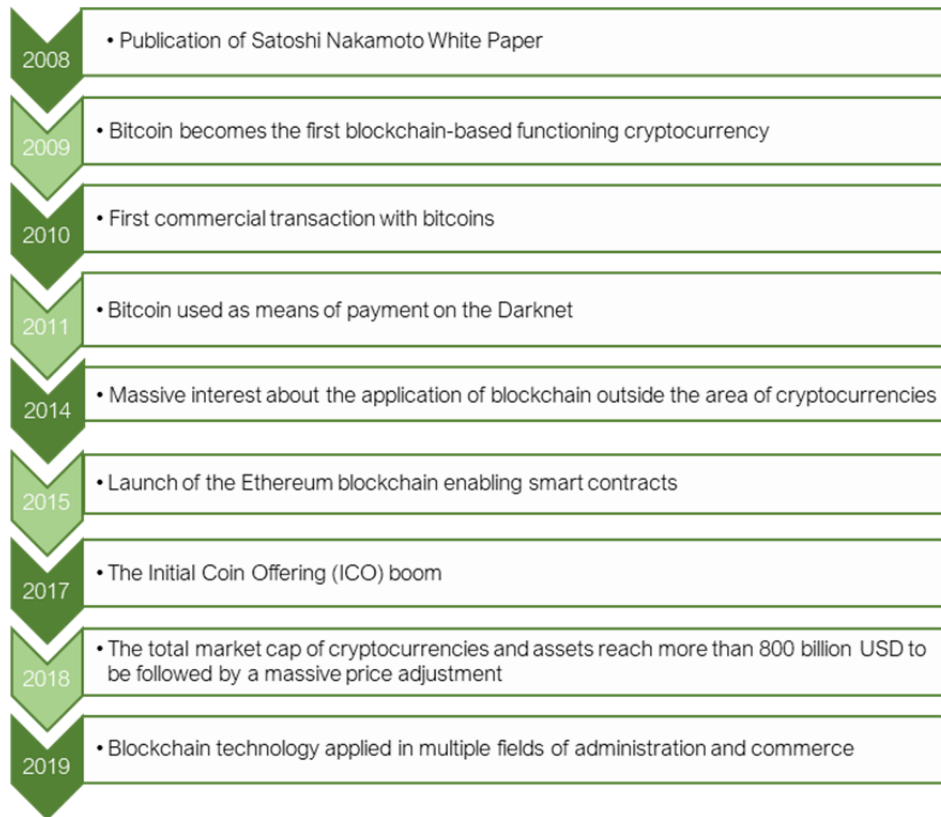 2008
• Publication of Satoshi Nakamoto White Paper
2009
• Bitcoin becomes the first blockchain-based functioning cryptocurrency
2010
• First commercial transaction with bitcoins
2011
• Bitcoin used as means of payment on the Darknet
2014
• Massive interest about the application of blockchain outside the area of cryptocurrencies
2015
• Launch of the Ethereum blockchain enabling smart contracts
2017
• The Initial Coin Offering (ICO) boom
2018
• The total market cap of cryptocurrencies and assets reach more than 800 billion USD to
be followed by a massive price adjustment
2019
• Blockchain technology applied in multiple fields of administration and commerce